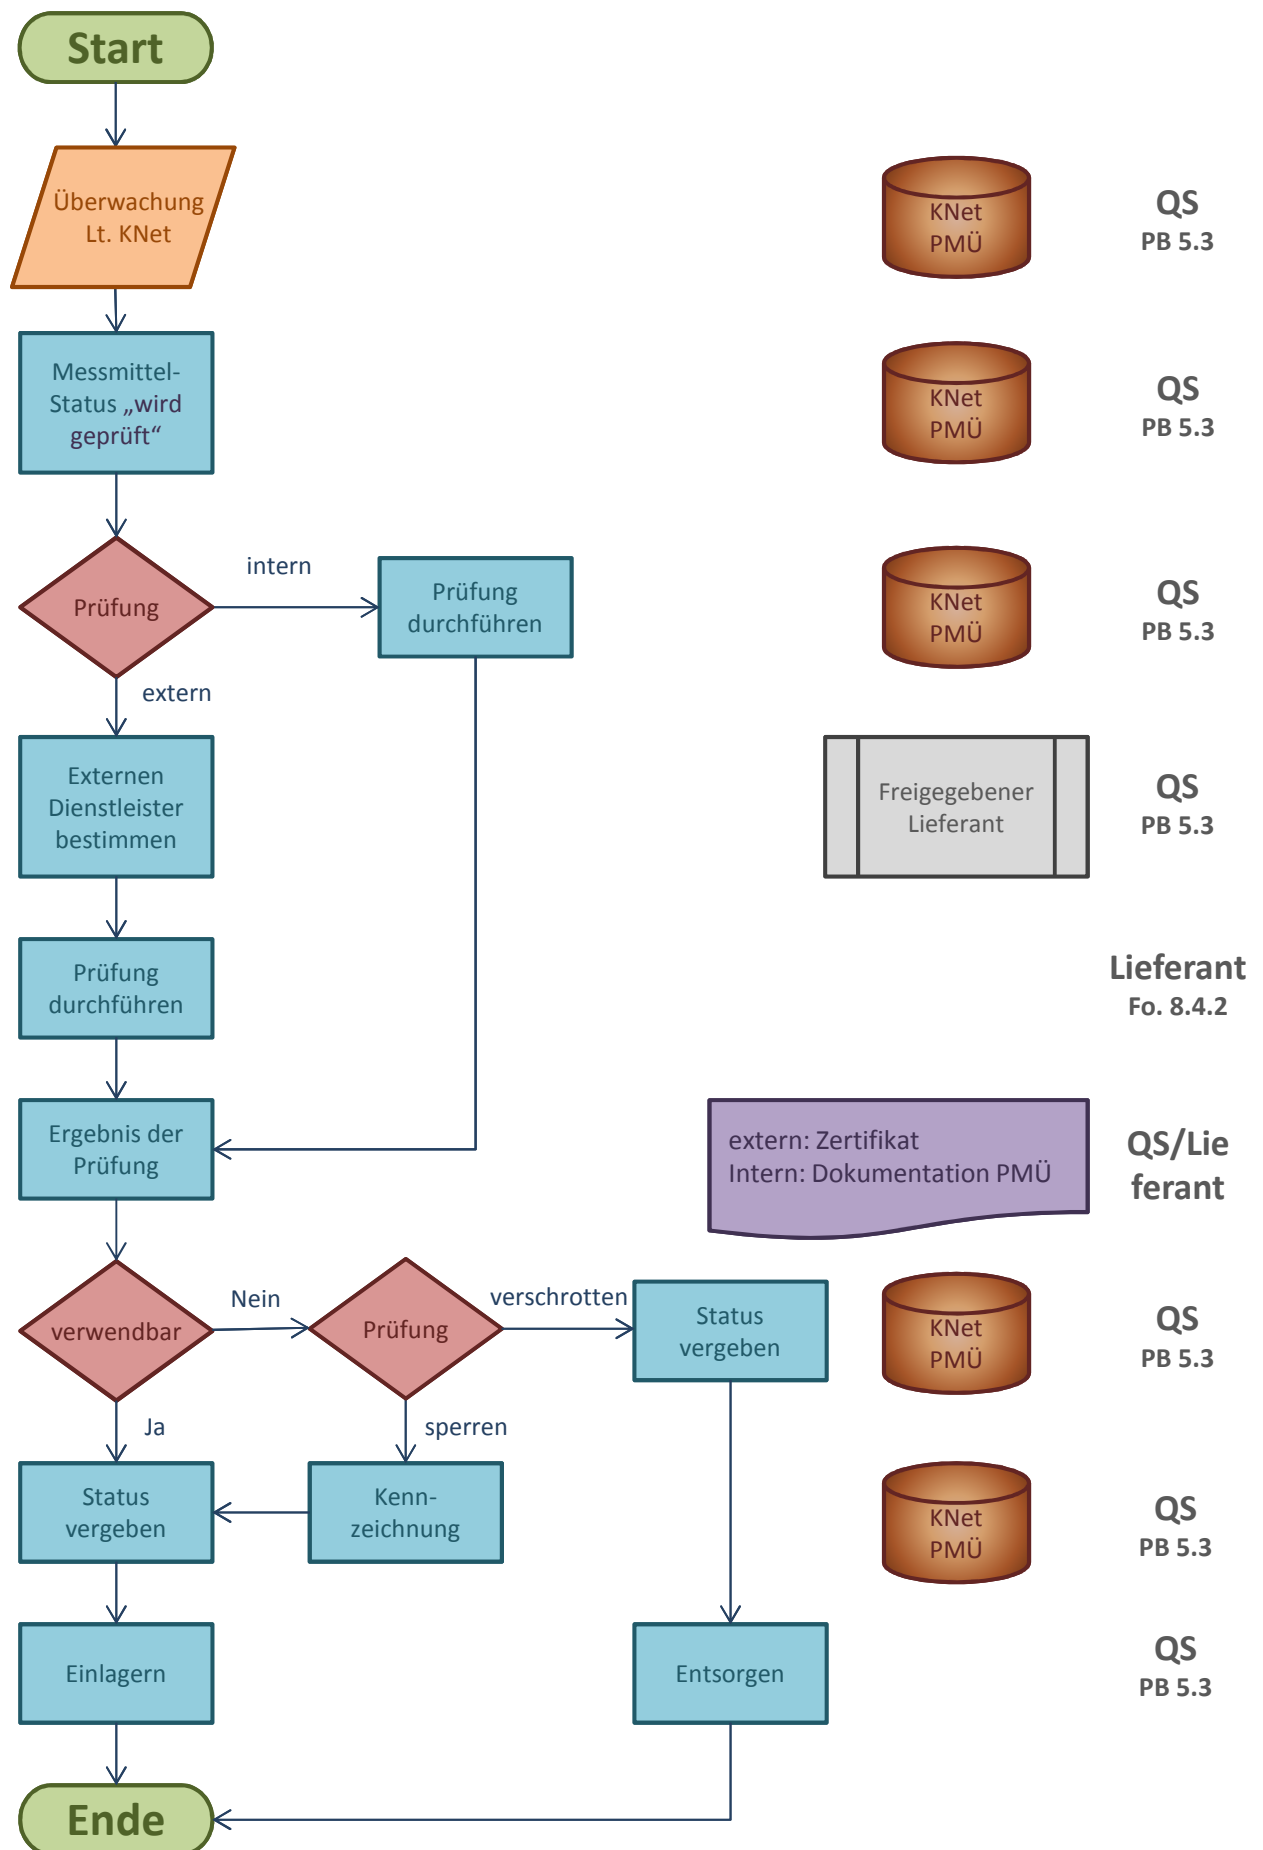 Start
Überwachung
Lt. KNet
KNet
PMÜ
QS
PB 5.3
Messmittel-
Status „wird
geprüft“
KNet
PMÜ
QS
PB 5.3
Prüfung
intern
extern
Prüfung
durchführen
KNet
PMÜ
QS
PB 5.3
Externen
Dienstleister
bestimmen
Freigegebener
Lieferant
QS
PB 5.3
Prüfung
durchführen
Lieferant
Fo. 8.4.2
Ergebnis der
Prüfung
extern: Zertifikat
Intern: Dokumentation PMÜ
QS/Lie
ferant
verwendbar
Nein
Ja
Prüfung
verschrotten
sperren
Status
vergeben
KNet
PMÜ
QS
PB 5.3
Status
vergeben
Kenn-
zeichnung
KNet
PMÜ
QS
PB 5.3
Einlagern
Entsorgen
QS
PB 5.3
Ende